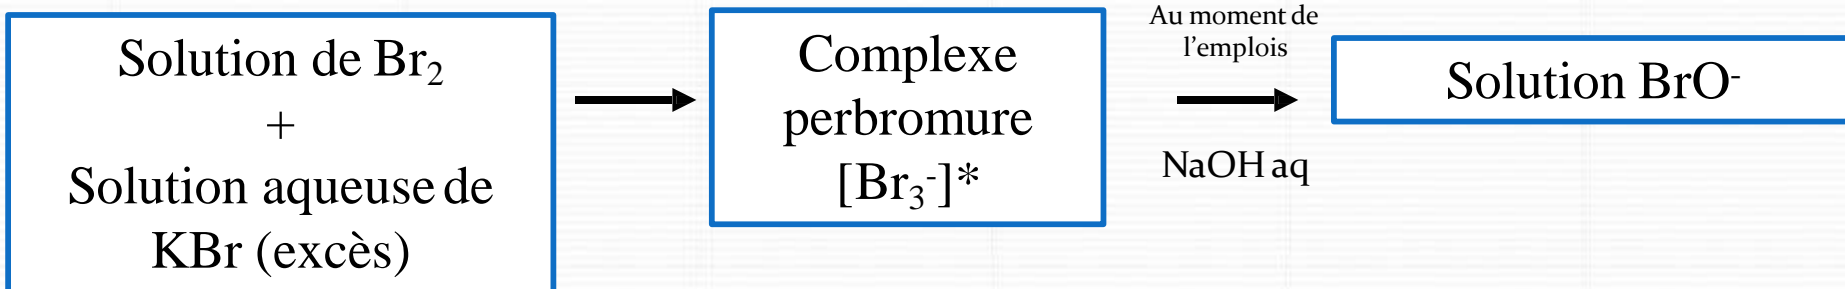 Solution de Br₂
+
Solution aqueuse de
KBr (excès)
Complexe
perbromure
[Br₃⁻]*
Au moment de
l’emplois
NaOH aq
Solution BrO⁻